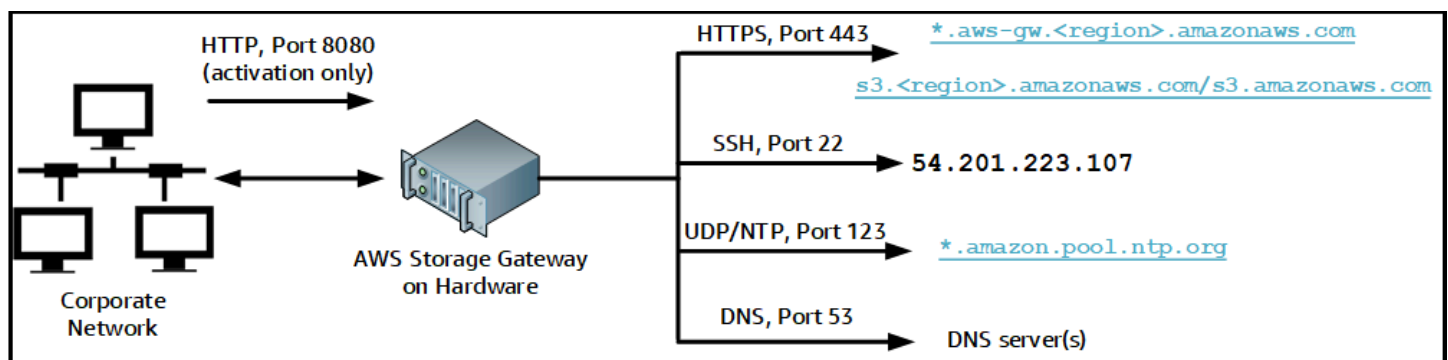 HTTP, Port 8080
(activation only)
HTTPS, Port 443
*.aws-gw.<region>.amazonaws.com
s3.<region>.amazonaws.com/s3.amazonaws.com
SSH, Port 22
54.201.223.107
UDP/NTP, Port 123
*.amazon.pool.ntp.org
AWS Storage Gateway
on Hardware
Corporate
Network
DNS, Port 53
DNS server(s)